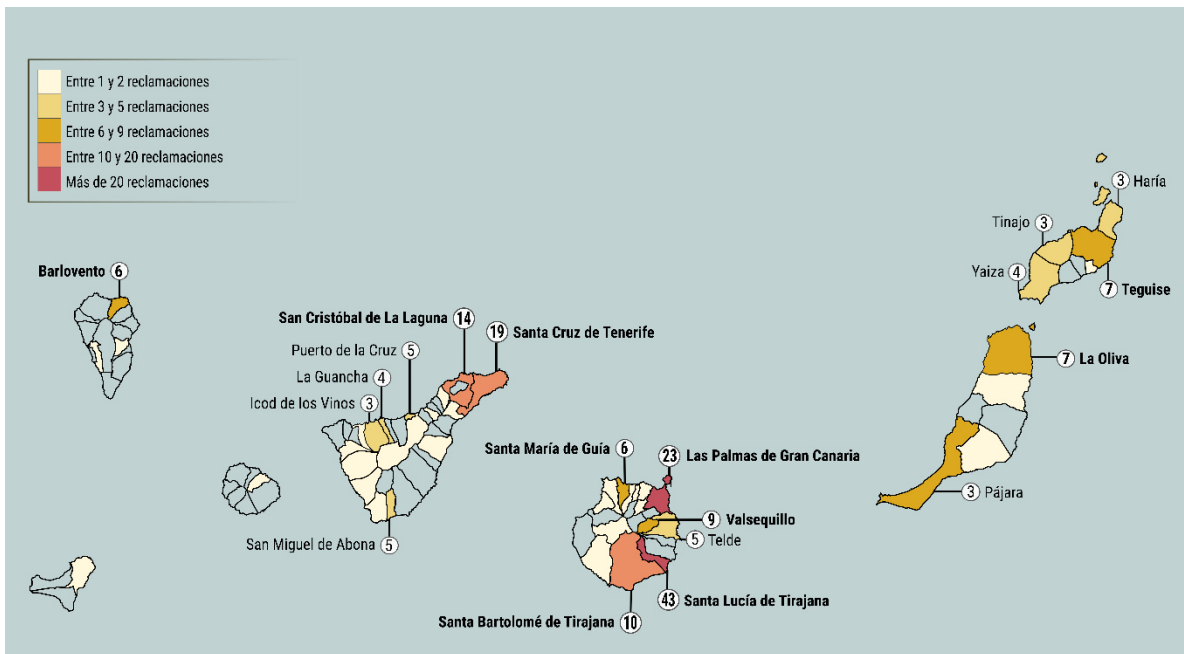 Entre 1 y 2 reclamaciones
Entre 3 y 5 reclamaciones
Entre 6 y 9 reclamaciones
Entre 10 y 20 reclamaciones
Más de 20 reclamaciones
3 Haría
Tinajo 3
Yaiza 4
7 Teguise
Barlovento 6
San Cristóbal de La Laguna 14
19 Santa Cruz de Tenerife
Puerto de la Cruz 5
La Guancha 4
Icod de los Vinos 3
7 La Oliva
Santa María de Guía 6
23 Las Palmas de Gran Canaria
3 Pájara
9 Valsequillo
5 Telde
San Miguel de Abona 5
43 Santa Lucía de Tirajana
Santa Bartolomé de Tirajana 10